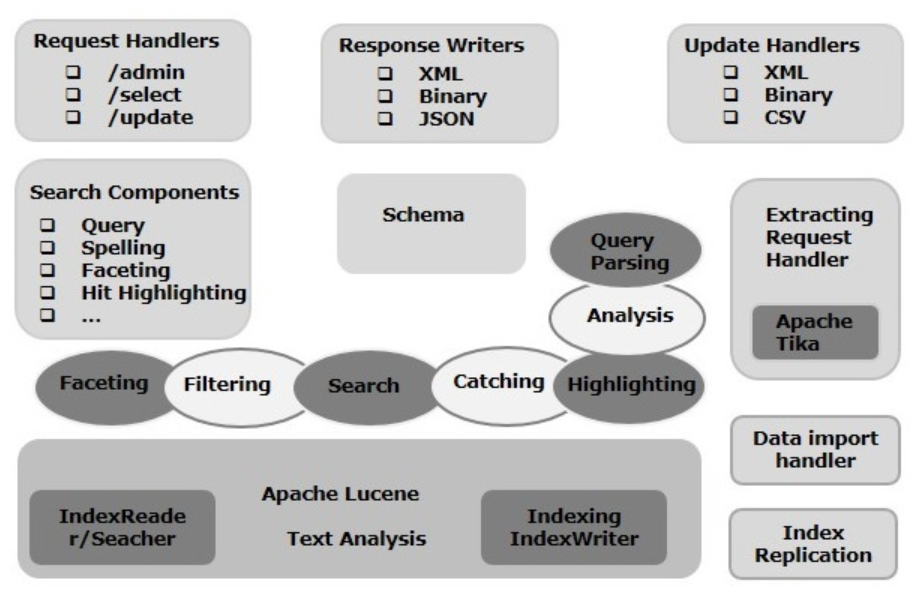 Request Handlers
❑ /admin
❑ /select
❑ /update
Response Writers
❑ XML
❑ Binary
❑ JSON
Update Handlers
❑ XML
❑ Binary
❑ CSV
Search Components
❑ Query
❑ Spelling
❑ Faceting
❑ Hit Highlighting
❑ ...
Schema
Extracting
Request
Handler
Apache
Tika
Query
Parsing
Analysis
Faceting
Filtering
Search
Catching
Highlighting
Data import
handler
Apache Lucene
Text Analysis
IndexReade
r/Seacher
Indexing
IndexWriter
Index
Replication